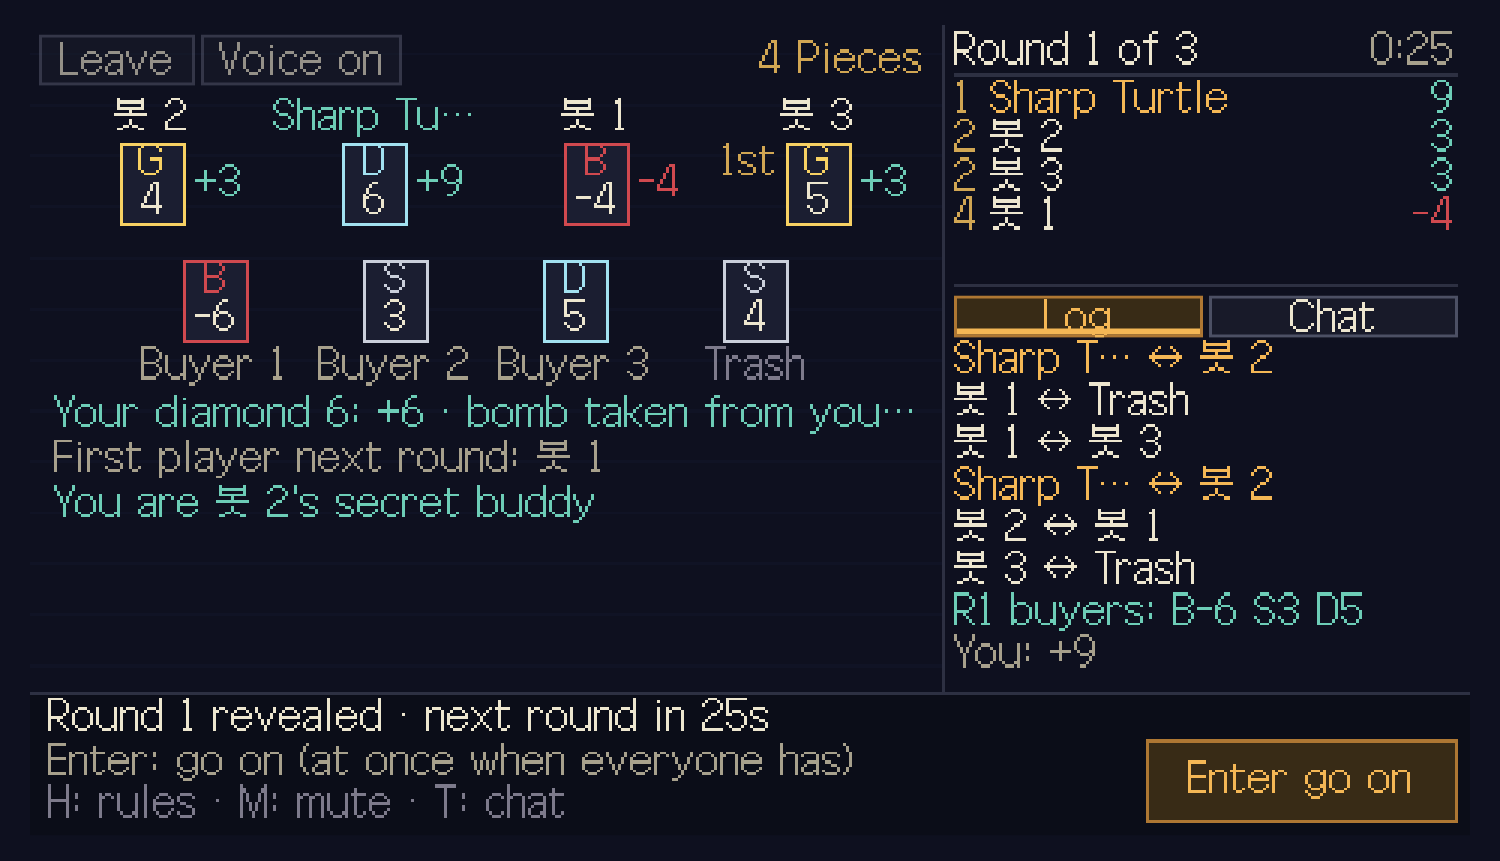 Leave Voice on 4 Pieces
봇 2 Sharp Tu… 봇 1 봇 3
G 4 +3 D 6 +9 B -4 -4 1st G 5 +3
B -6 S 3 D 5 S 4
Buyer 1 Buyer 2 Buyer 3 Trash
Your diamond 6: +6 · bomb taken from you…
First player next round: 봇 1
You are 봇 2's secret buddy
Round 1 of 3 0:25
1 Sharp Turtle 9
2 봇 2 3
2 봇 3 3
4 봇 1 -4
Log Chat
Sharp T… ⇔ 봇 2
봇 1 ⇔ Trash
봇 1 ⇔ 봇 3
Sharp T… ⇔ 봇 2
봇 2 ⇔ 봇 1
봇 3 ⇔ Trash
R1 buyers: B-6 S3 D5
You: +9
Round 1 revealed · next round in 25s
Enter: go on (at once when everyone has)
H: rules · M: mute · T: chat
Enter go on